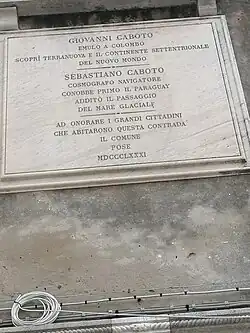 GIOVANNI CABOTO
EMULO A COLOMBO
SCOPRÌ TERRANUOVA E IL CONTINENTE SETTENTRIONALE
DEL NUOVO MONDO
SEBASTIANO CABOTO
COSMOGRAFO NAVIGATORE
CONOBBE PRIMO IL PARAGUAY
ADDITÒ IL PASSAGGIO
DEL MARE GLACIALE
AD ONORARE I GRANDI CITTADINI
CHE ABITARONO QUESTA CONTRADA
IL COMUNE
POSE
MDCCCLXXXI